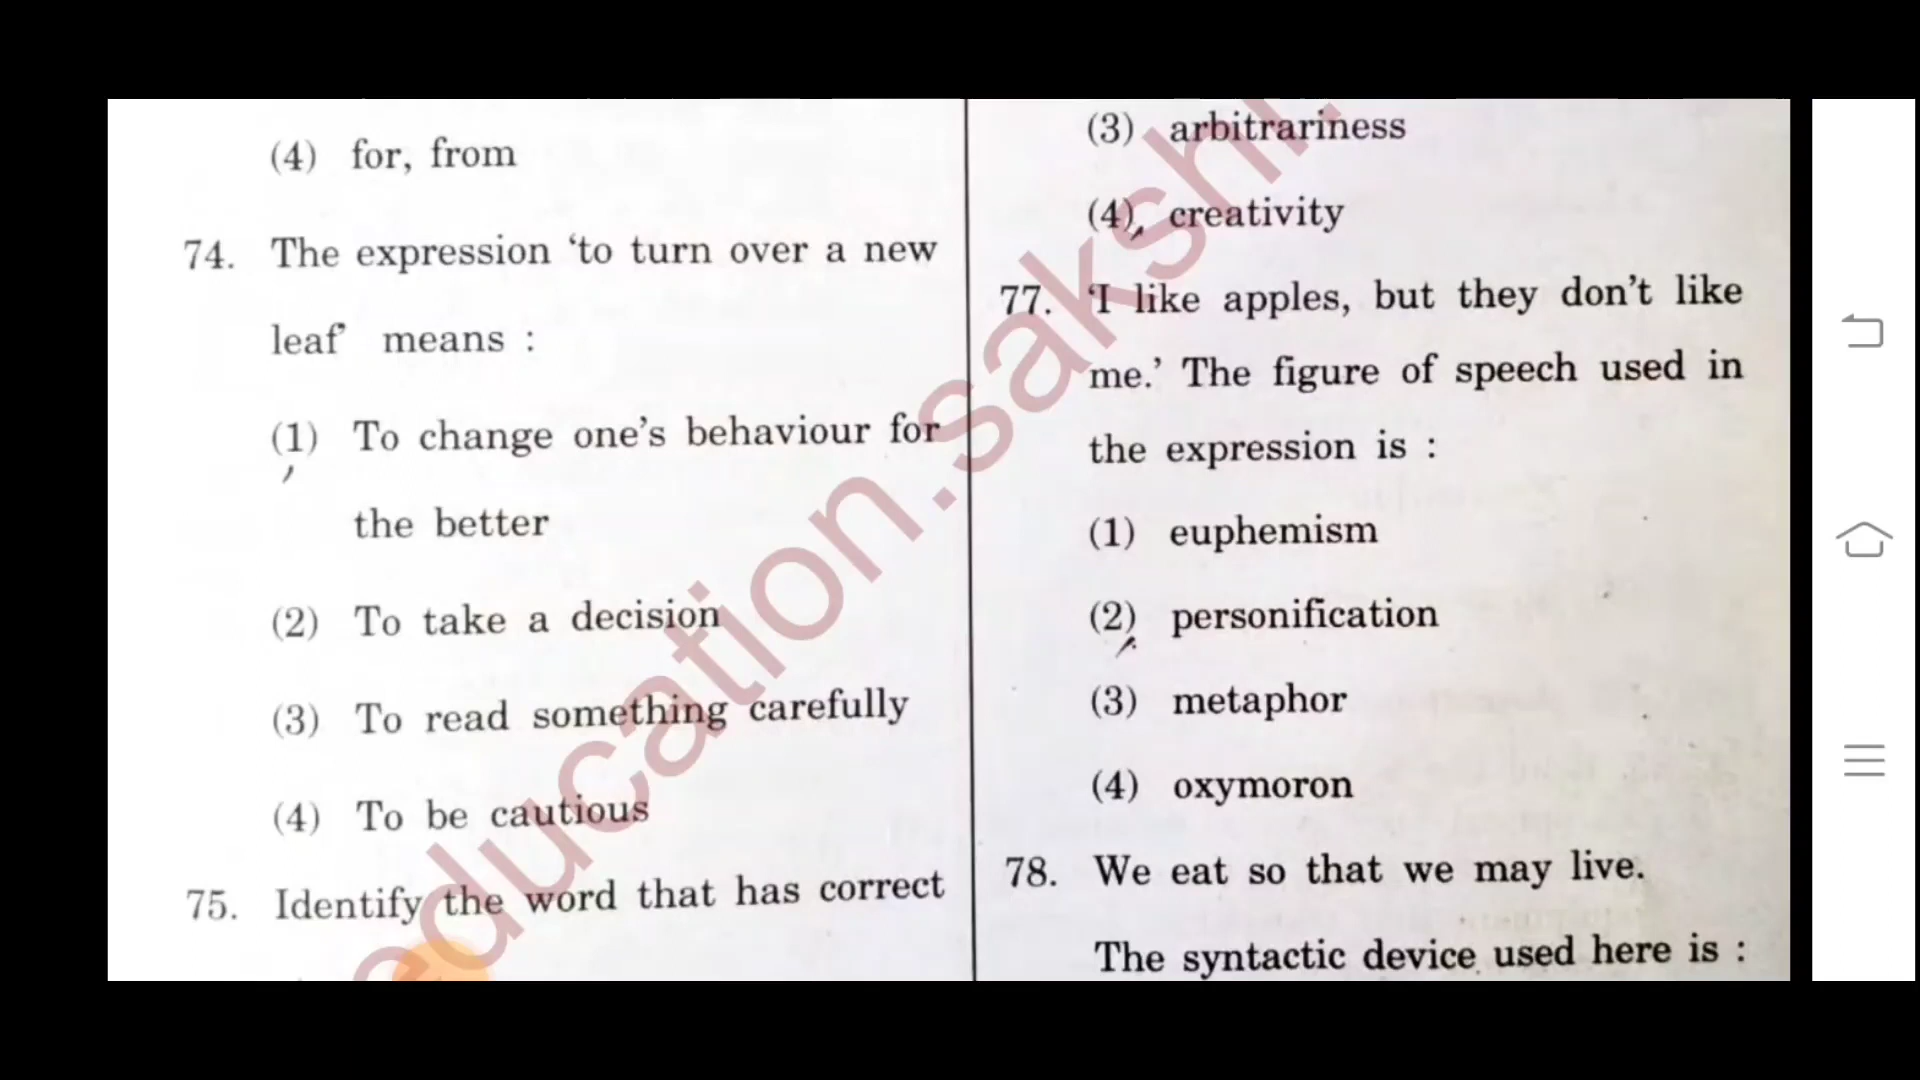 (4) for, from
74. The expression ‘to turn over a new
leaf’ means :
(1) To change one’s behaviour for
the better
(2) To take a decision
(3) To read something carefully
(4) To be cautious
75. Identify the word that has correct
(3) arbitrariness
(4) creativity
77. ‘I like apples, but they don’t like
me.’ The figure of speech used in
the expression is :
(1) euphemism
(2) personification
(3) metaphor
(4) oxymoron
78. We eat so that we may live.
The syntactic device used here is :
education.sakshi.